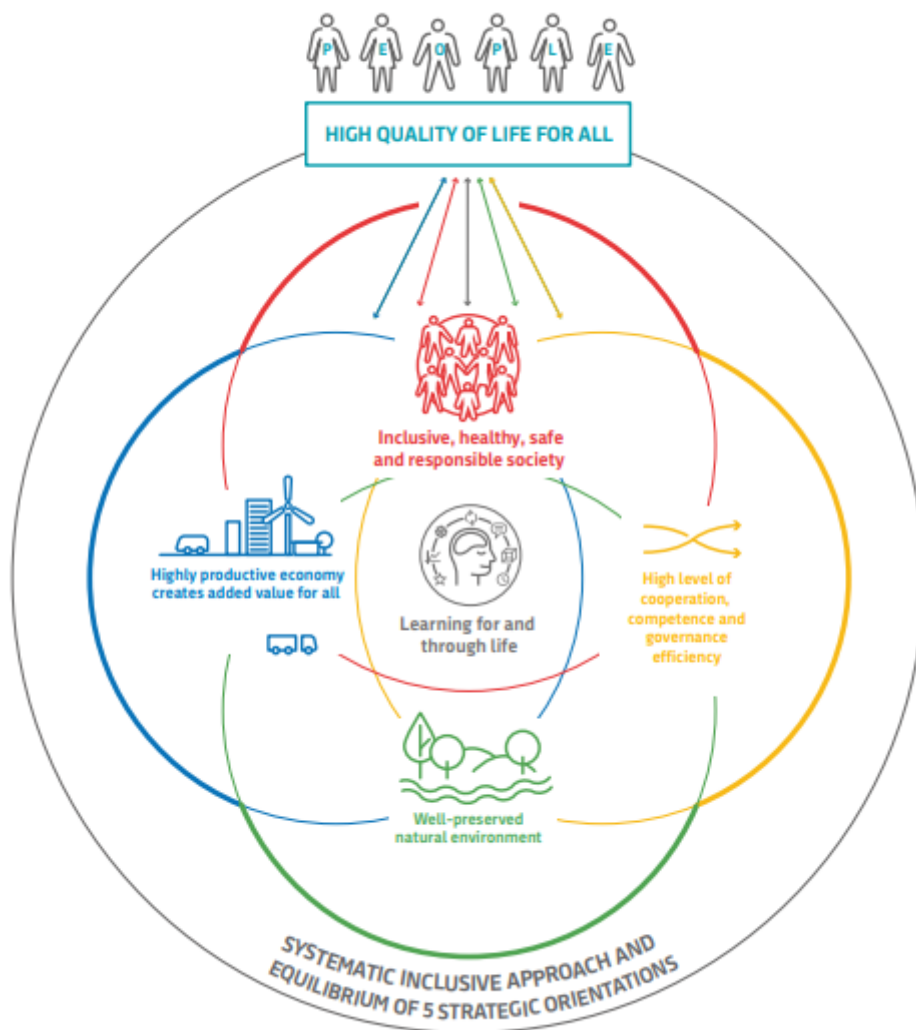 PEOPLE
HIGH QUALITY OF LIFE FOR ALL
Inclusive, healthy, safe
and responsible society
Highly productive economy
creates added value for all
High level of
cooperation,
competence and
governance
efficiency
Learning for and
through life
Well-preserved
natural environment
SYSTEMATIC INCLUSIVE APPROACH AND
EQUILIBRIUM OF 5 STRATEGIC ORIENTATIONS